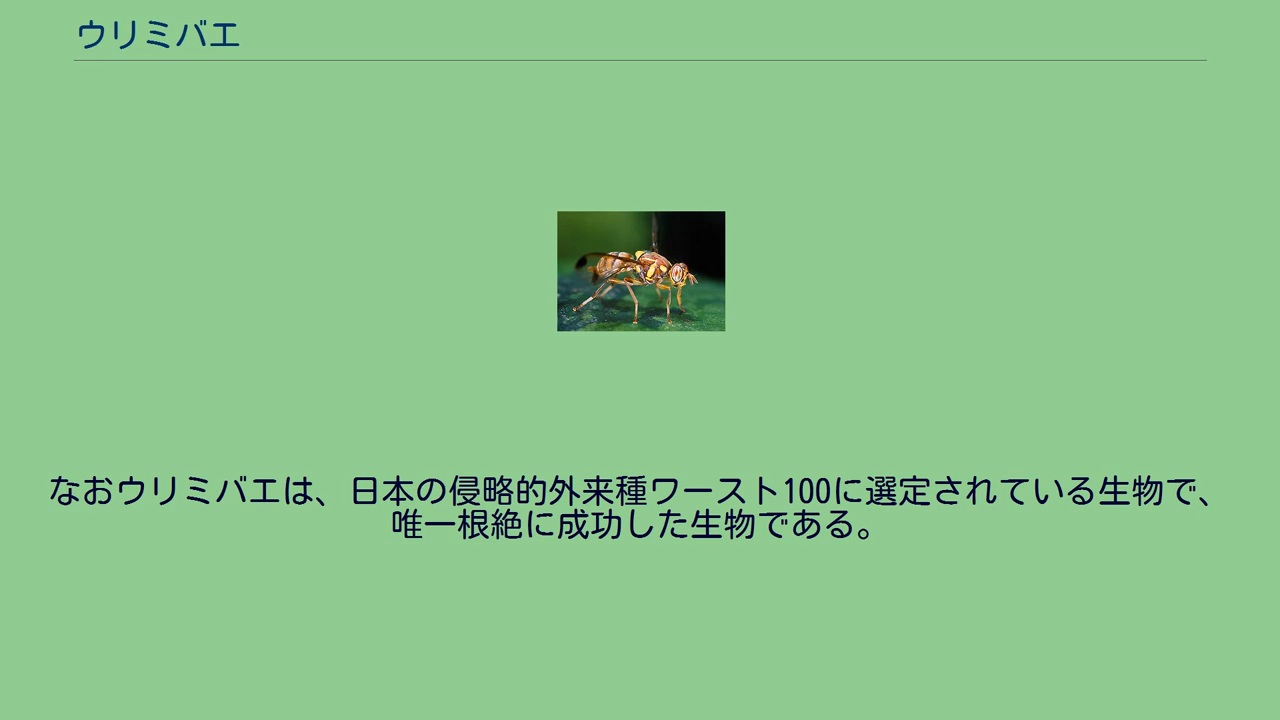 ウリミバエ
なおウリミバエは、日本の侵略的外来種ワースト100に選定されている生物で、
唯一根絶に成功した生物である。